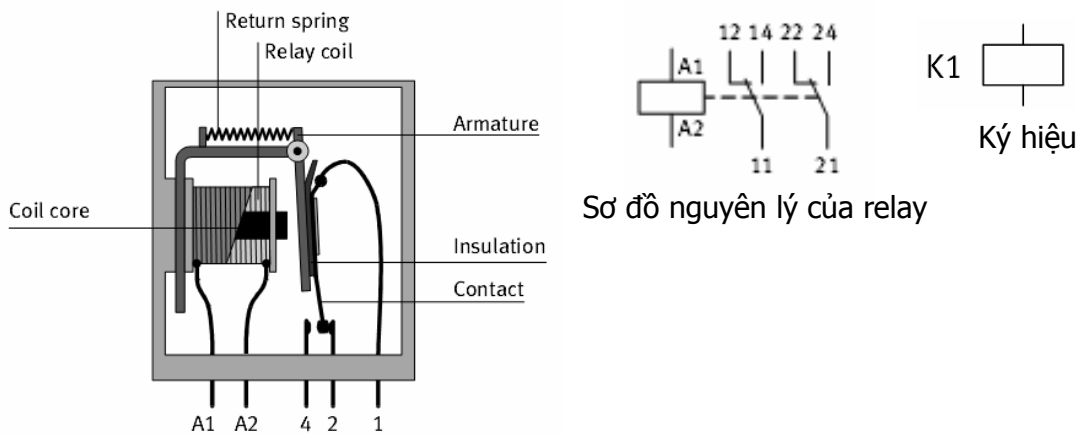 Return spring
Relay coil
Armature
Coil core
Insulation
Contact
A1 A2 4 2 1
12 14 22 24
A1
A2
11 21
Sơ đồ nguyên lý của relay
K1
Ký hiệu